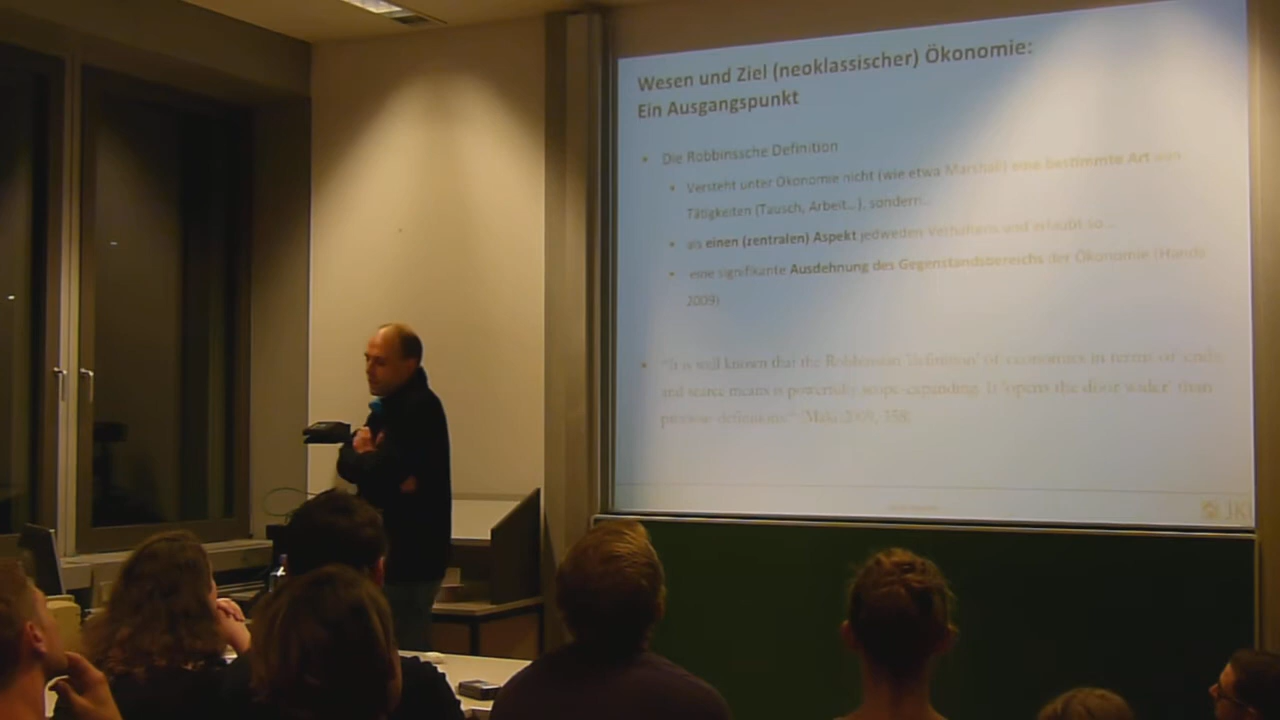 Wesen und Ziel (neoklassischer) Ökonomie:
Ein Ausgangspunkt
• Die Robbinssche Definition
• Versteht unter Ökonomie nicht (wie etwa Marshall) eine bestimmte Art von
Tätigkeiten (Tausch, Arbeit...), sondern...
• als einen (zentralen) Aspekt jedweden Verhaltens und erlaubt so...
• eine signifikante Ausdehnung des Gegenstandsbereichs der Ökonomie (Hands
2009)
• "It is well known that the Robbinsian 'definition' of economics in terms of ends
and scarce means is powerfully scope-expanding. It 'opens the door wider' than
previous definitions." (Mäki 2009,
JKU